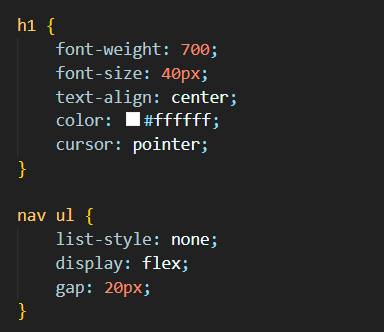 h1 {
    font-weight: 700;
    font-size: 40px;
    text-align: center;
    color: #ffffff;
    cursor: pointer;
}

nav ul {
    list-style: none;
    display: flex;
    gap: 20px;
}